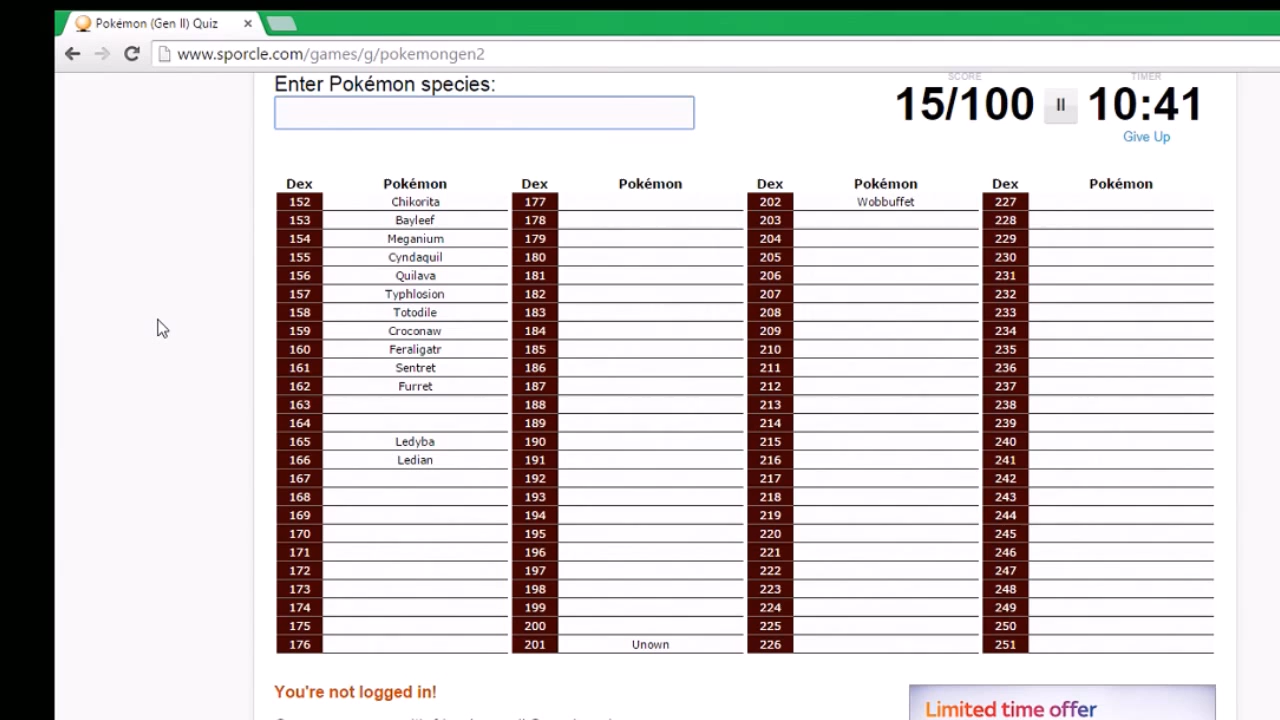 Pokémon (Gen II) Quiz
www.sporcle.com/games/g/pokemongen2
Enter Pokémon species:
SCORE TIMER
15/100 10:41
Give Up
Dex Pokémon Dex Pokémon Dex Pokémon Dex Pokémon
152 Chikorita 177 202 Wobbuffet 227
153 Bayleef 178 203 228
154 Meganium 179 204 229
155 Cyndaquil 180 205 230
156 Quilava 181 206 231
157 Typhlosion 182 207 232
158 Totodile 183 208 233
159 Croconaw 184 209 234
160 Feraligatr 185 210 235
161 Sentret 186 211 236
162 Furret 187 212 237
163 188 213 238
164 189 214 239
165 Ledyba 190 215 240
166 Ledian 191 216 241
167 192 217 242
168 193 218 243
169 194 219 244
170 195 220 245
171 196 221 246
172 197 222 247
173 198 223 248
174 199 224 249
175 200 225 250
176 201 Unown 226 251
You're not logged in!
Limited time offer